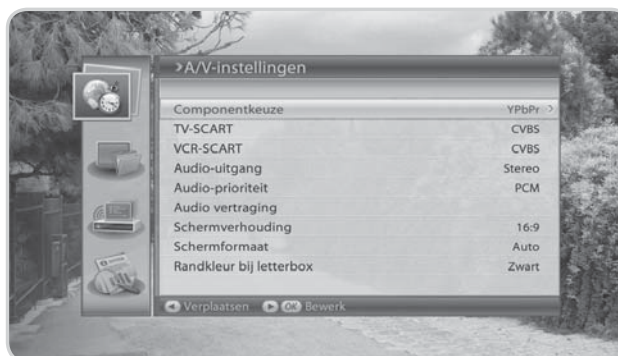 >A/V-instellingen
Componentkeuze YPbPr >
TV-SCART CVBS
VCR-SCART CVBS
Audio-uitgang Stereo
Audio-prioriteit PCM
Audio vertraging
Schermverhouding 16:9
Schermformaat Auto
Randkleur bij letterbox Zwart
Verplaatsen OK Bewerk